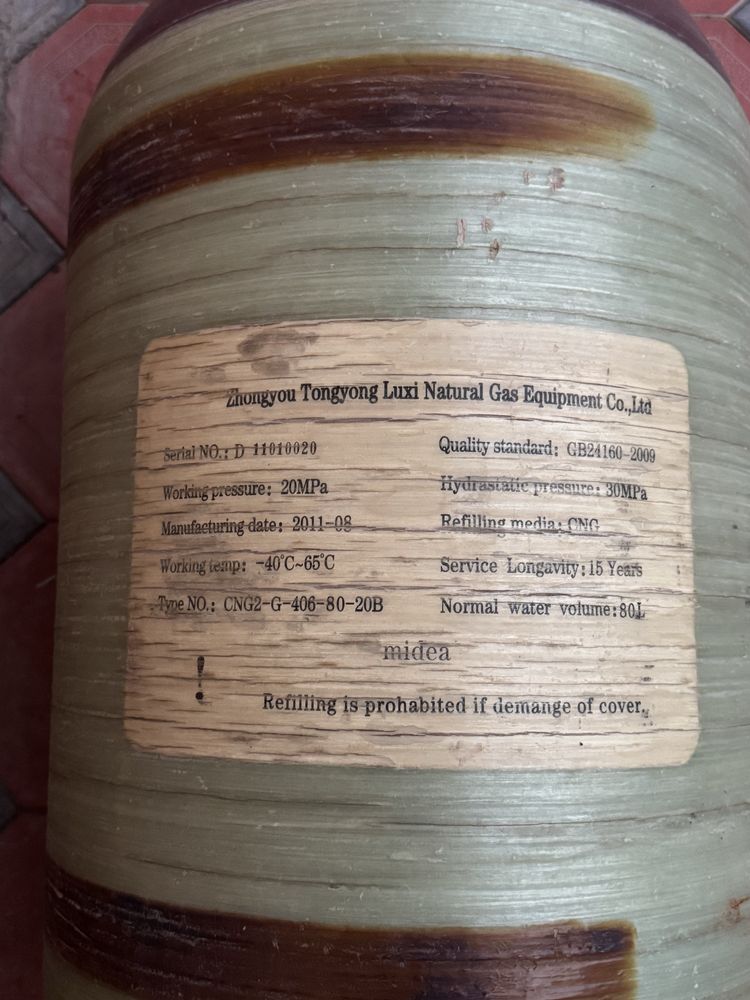 Zhongyou Tongyong Luxi Natural Gas Equipment Co.,Ltd
Serial NO.: D 11010020 Quality standard: GB24160-2009
Working pressure: 20MPa Hydrastatic pressure: 30MPa
Manufacturing date: 2011-08 Refilling media: CNG
Working temp: -40°C~65°C Service Longavity: 15 Years
Type NO.: CNG2-G-406-80-20B Normal water volume: 80L
midea
! Refilling is prohabited if demange of cover.